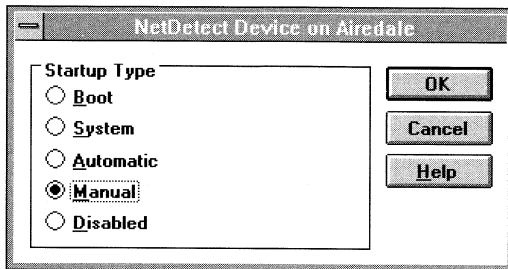 NetDetect Device on Airedale
Startup Type
Boot
System
Automatic
Manual
Disabled
OK
Cancel
Help